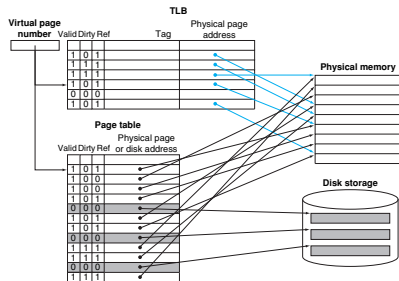 TLB
Virtual page
number
Valid Dirty Ref
Tag
Physical page
address
1 0 1
1 1 1
1 1 1
1 0 1
0 0 0
1 0 1
Physical memory
Page table
Physical page
Valid Dirty Ref or disk address
1 0 1
1 0 0
1 0 1
1 0 1
0 0 0
1 0 1
1 0 1
0 0 0
1 1 1
1 1 1
0 0 0
1 1 1
Disk storage